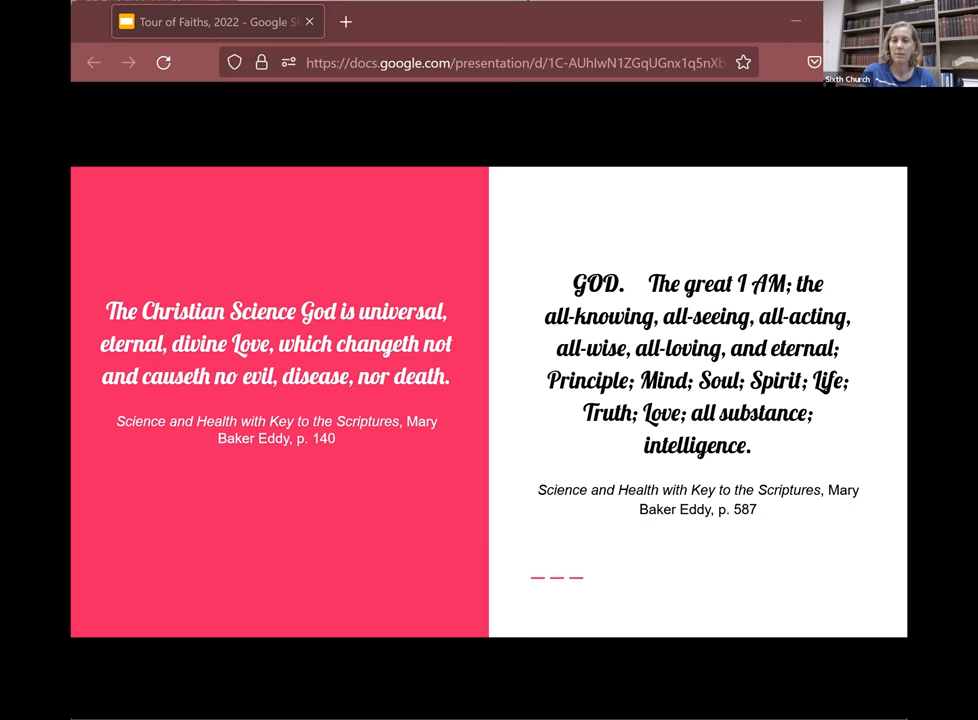 Tour of Faiths, 2022 - Google Sl
https://docs.google.com/presentation/d/1C-AUhIwN1ZGqUGnx1q5nXb
Sixth Church
The Christian Science God is universal,
eternal, divine Love, which changeth not
and causeth no evil, disease, nor death.
Science and Health with Key to the Scriptures, Mary
Baker Eddy, p. 140
GOD. The great I AM; the
all-knowing, all-seeing, all-acting,
all-wise, all-loving, and eternal;
Principle; Mind; Soul; Spirit; Life;
Truth; Love; all substance;
intelligence.
Science and Health with Key to the Scriptures, Mary
Baker Eddy, p. 587